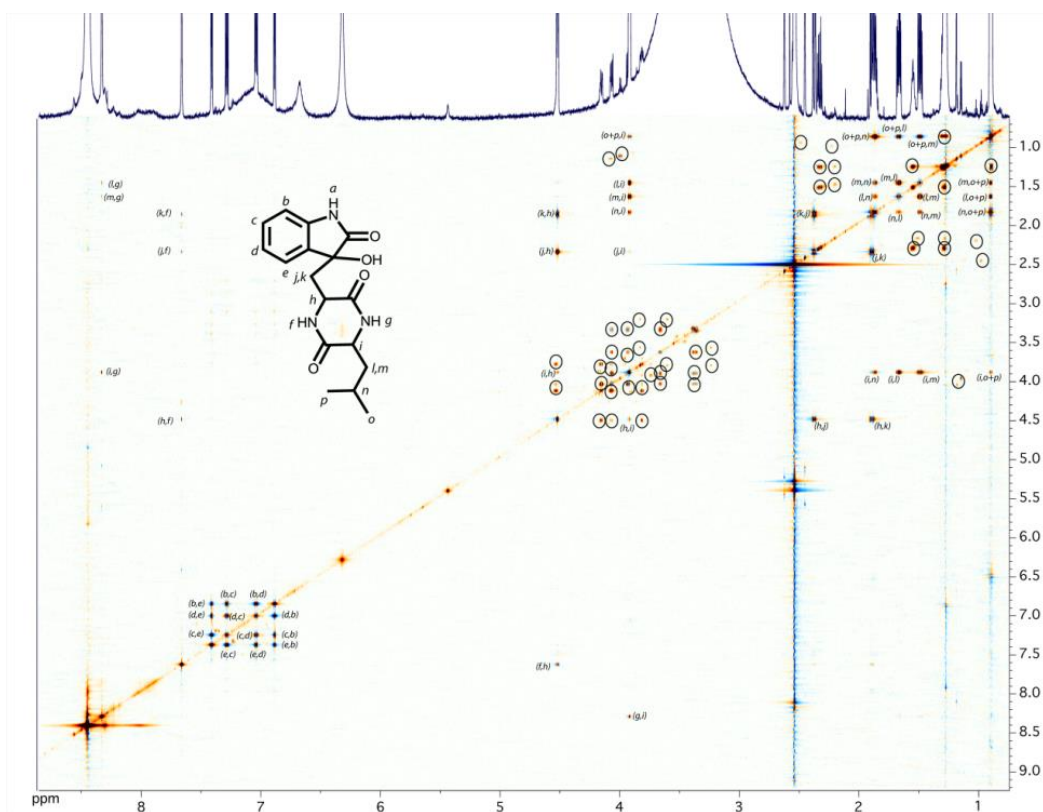 (o+p,i)
(o+p,n)
(o+p,l)
(o+p,m)
1.0
(l,g)
(m,g)
(l,i)
(m,i)
(n,i)
(m,n)
(m,l)
(m,o+p)
1.5
(l,n)
(l,m)
(l,o+p)
(k,f)
(k,h)
(k,j)
(n,l)
(n,m)
(n,o+p)
2.0
(j,f)
(j,h)
(j,i)
(j,k)
2.5
a
H
N
b
c
d
e
O
OH
j,k
h
O
f
HN
NH
g
O
i
l,m
n
p
o
3.0
3.5
(i,g)
(i,h)
(i,n)
(i,l)
(i,m)
(i,o+p)
4.0
(h,f)
(h,i)
(h,j)
(h,k)
4.5
5.0
5.5
6.0
6.5
(b,e)
(b,c)
(b,d)
(d,e)
(d,c)
(d,b)
7.0
(c,e)
(c,d)
(c,b)
(e,c)
(e,d)
(e,b)
7.5
(f,h)
8.0
(g,i)
8.5
9.0
ppm 8 7 6 5 4 3 2 1